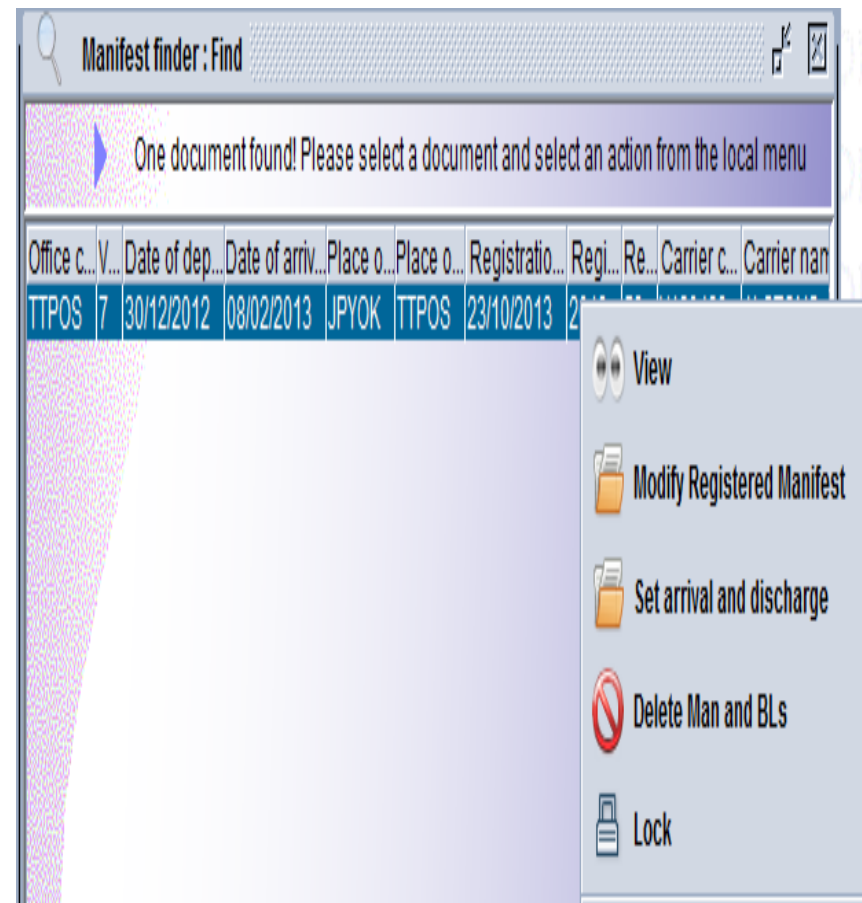 Manifest finder : Find
One document found! Please select a document and select an action from the local menu
Office c... V... Date of dep... Date of arriv... Place o... Place o... Registratio... Regi... Re... Carrier c... Carrier nam
TTPOS 7 30/12/2012 08/02/2013 JPYOK TTPOS 23/10/2013
View
Modify Registered Manifest
Set arrival and discharge
Delete Man and BLs
Lock